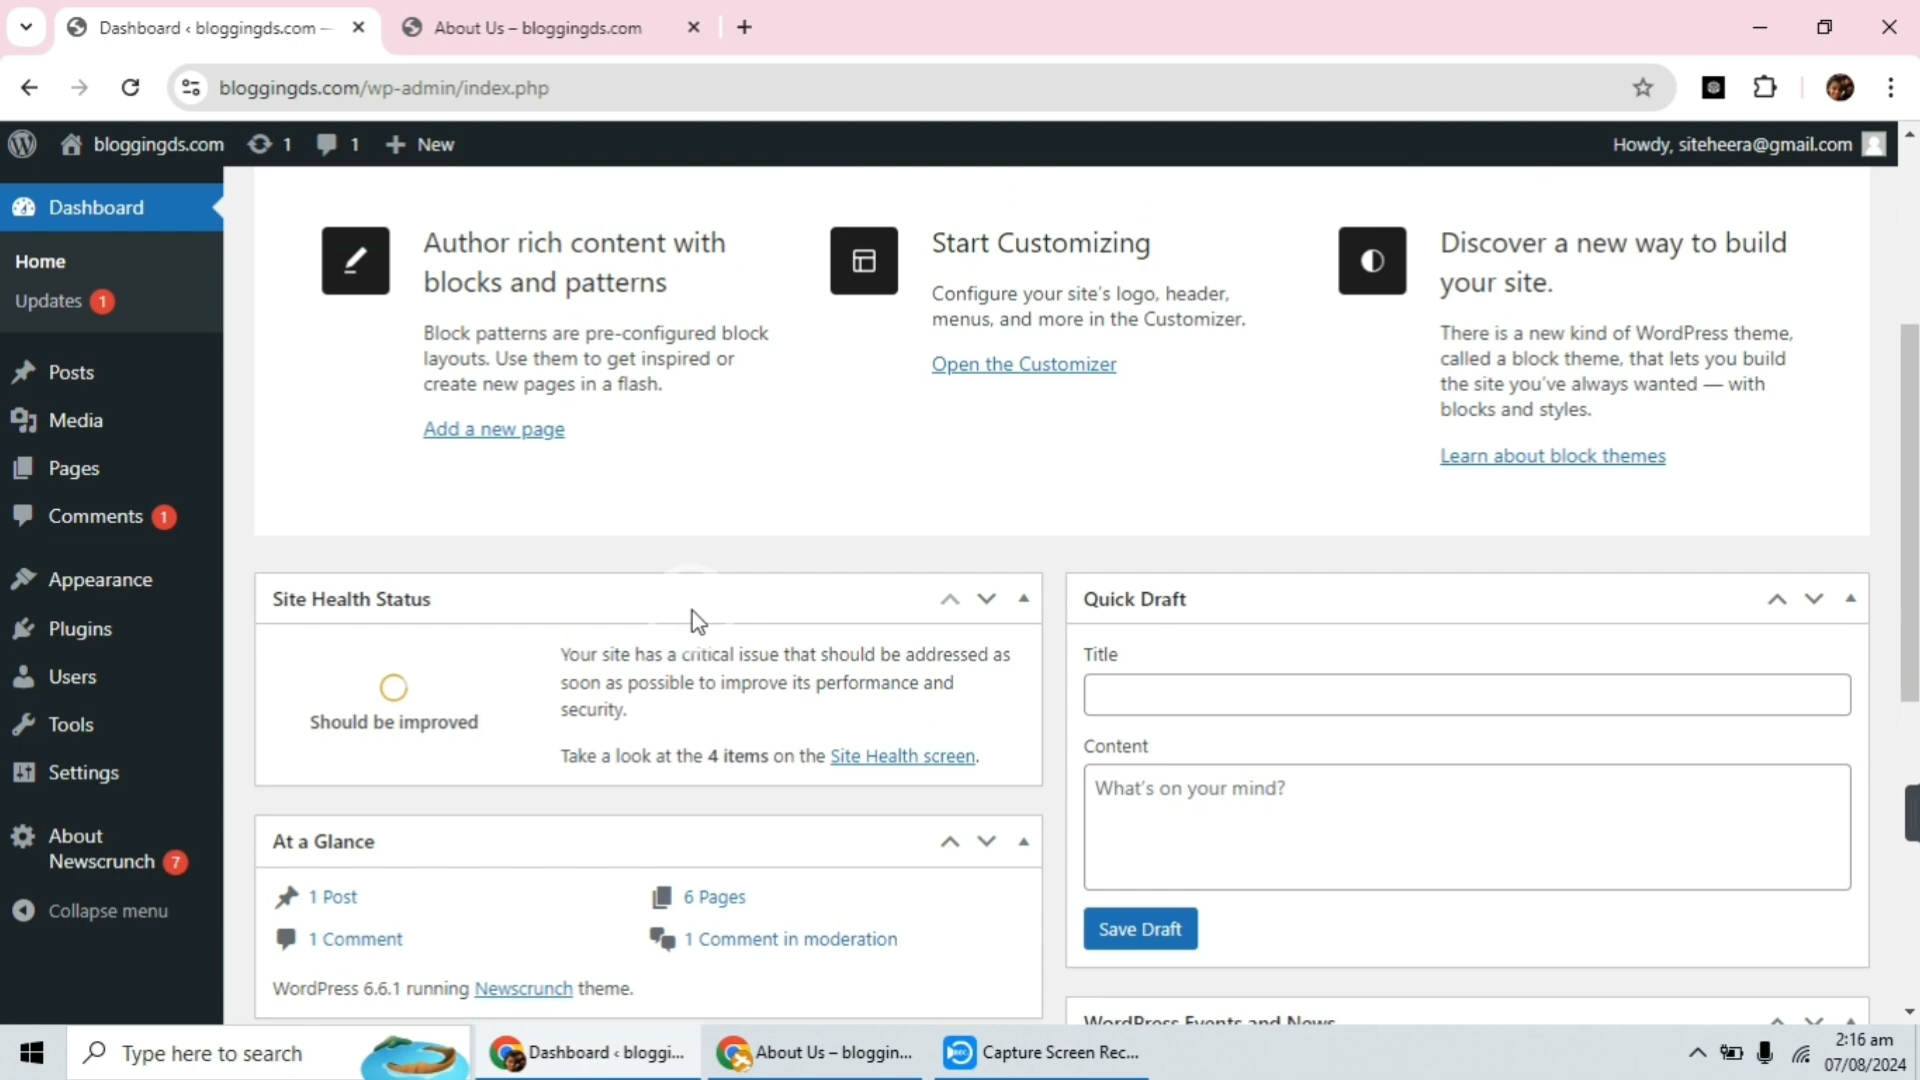 Dashboard ‹ bloggingds.com —
About Us – bloggingds.com
bloggingds.com/wp-admin/index.php
bloggingds.com
1
1
New
Howdy, siteheera@gmail.com
Dashboard
Home
Updates 1
Posts
Media
Pages
Comments 1
Appearance
Plugins
Users
Tools
Settings
About
Newscrunch 7
Collapse menu
Author rich content with
blocks and patterns
Block patterns are pre-configured block
layouts. Use them to get inspired or
create new pages in a flash.
Add a new page
Start Customizing
Configure your site's logo, header,
menus, and more in the Customizer.
Open the Customizer
Discover a new way to build
your site.
There is a new kind of WordPress theme,
called a block theme, that lets you build
the site you've always wanted — with
blocks and styles.
Learn about block themes
Site Health Status
Should be improved
Your site has a critical issue that should be addressed as
soon as possible to improve its performance and
security.
Take a look at the 4 items on the Site Health screen.
At a Glance
1 Post
6 Pages
1 Comment
1 Comment in moderation
WordPress 6.6.1 running Newscrunch theme.
Quick Draft
Title
Content
What's on your mind?
Save Draft
WordPress Events and News
Type here to search
Dashboard ‹ bloggi...
About Us – bloggin...
REC
Capture Screen Rec...
2:16 am
07/08/2024